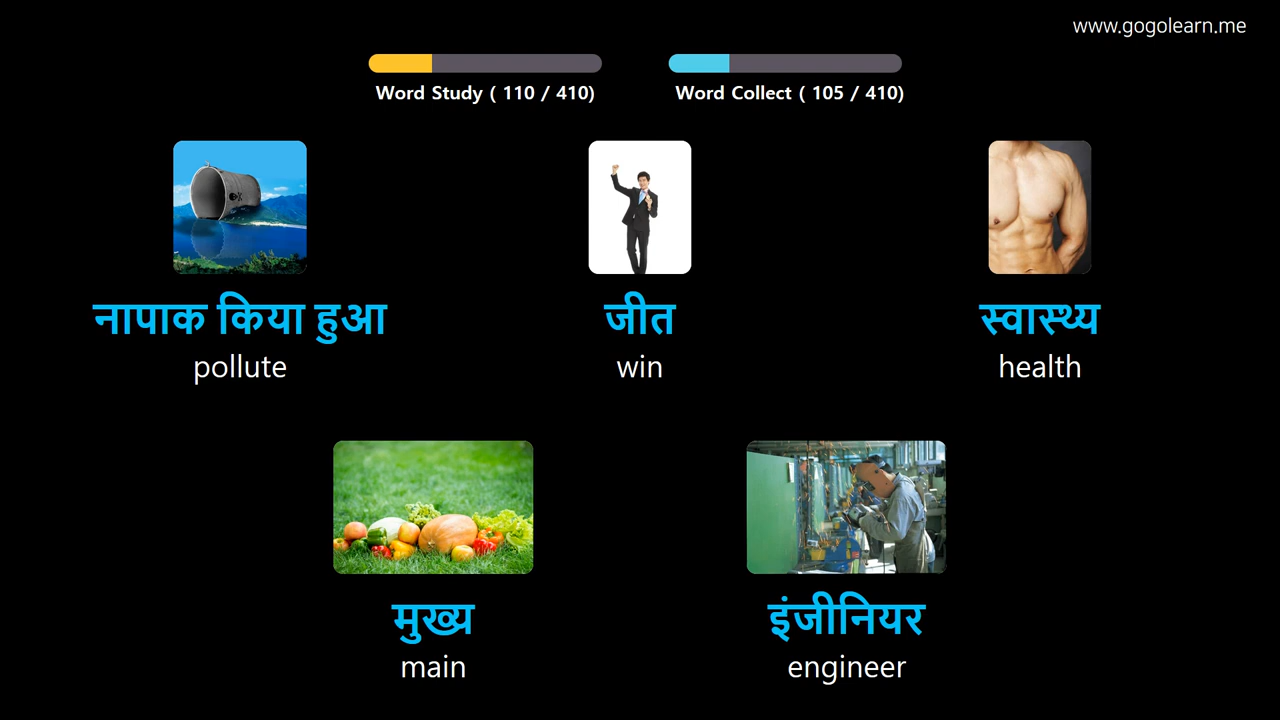 www.gogolearn.me
Word Study ( 110 / 410)
Word Collect ( 105 / 410)
नापाक किया हुआ
pollute
जीत
win
स्वास्थ्य
health
मुख्य
main
इंजीनियर
engineer